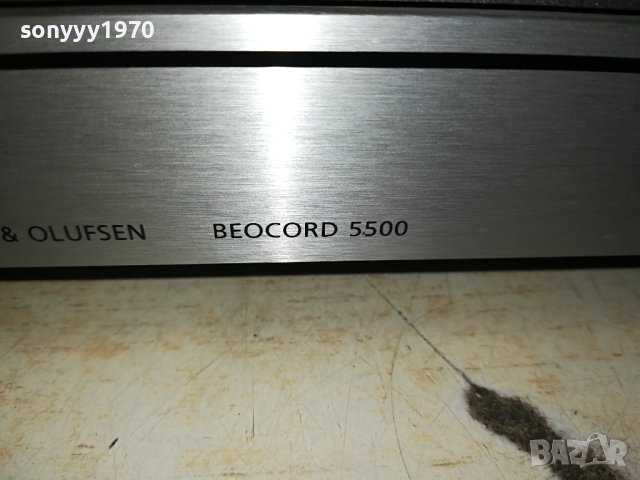 sonyyy1970
& OLUFSEN BEOCORD 5500
BAZAR